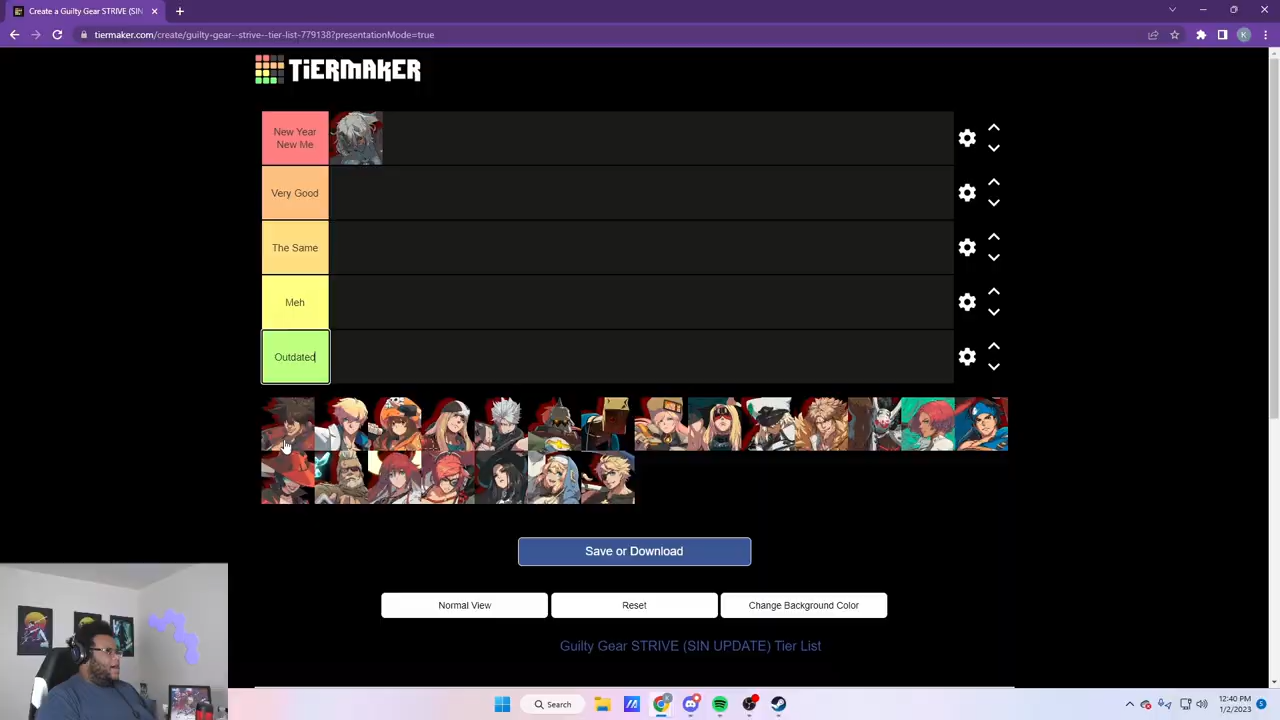 Create a Guilty Gear STRIVE (SIN
tiermaker.com/create/guilty-gear--strive--tier-list-779138?presentationMode=true
K
TIERMAKER
New Year
New Me
Very Good
The Same
Meh
Outdated
Save or Download
Normal View
Reset
Change Background Color
Guilty Gear STRIVE (SIN UPDATE) Tier List
Search
12:40 PM
1/2/2023